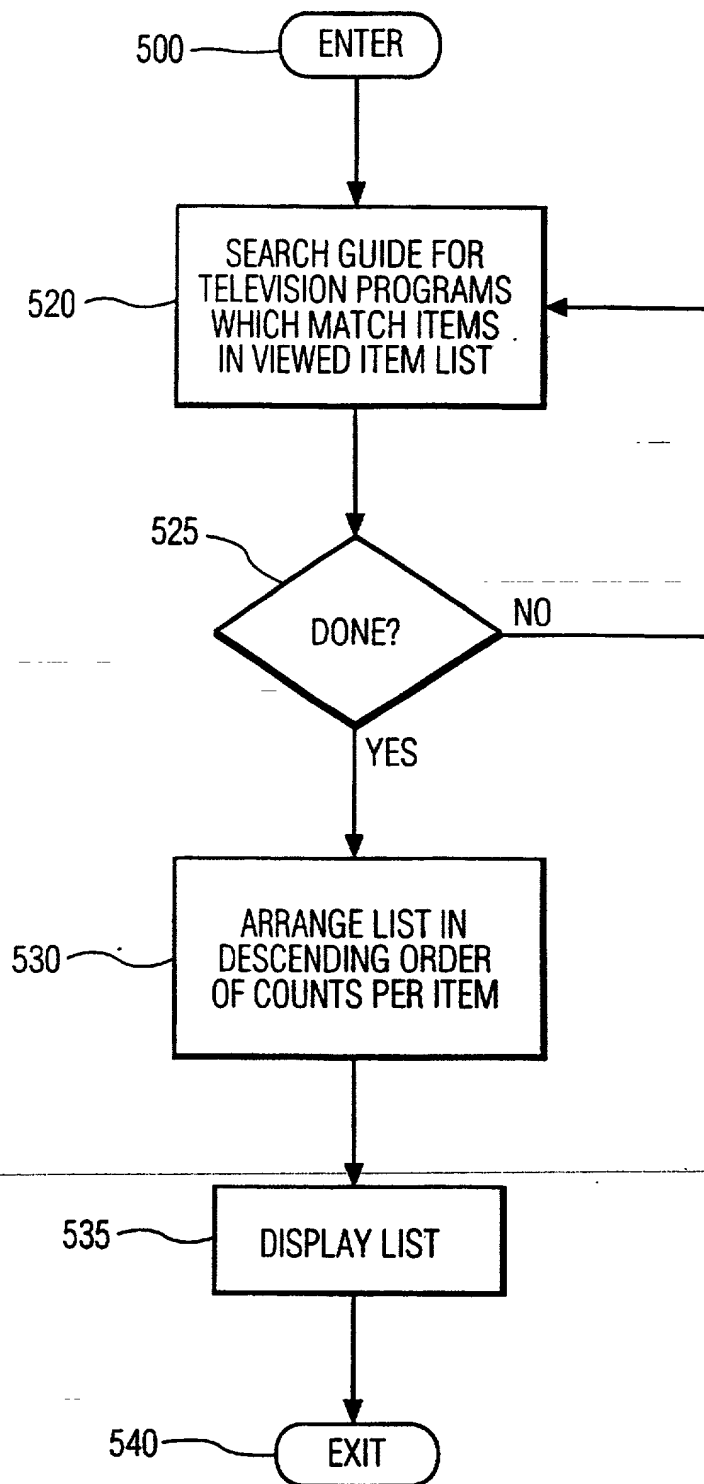 500
ENTER
520
SEARCH GUIDE FOR
TELEVISION PROGRAMS
WHICH MATCH ITEMS
IN VIEWED ITEM LIST
525
DONE?
NO
YES
530
ARRANGE LIST IN
DESCENDING ORDER
OF COUNTS PER ITEM
535
DISPLAY LIST
540
EXIT